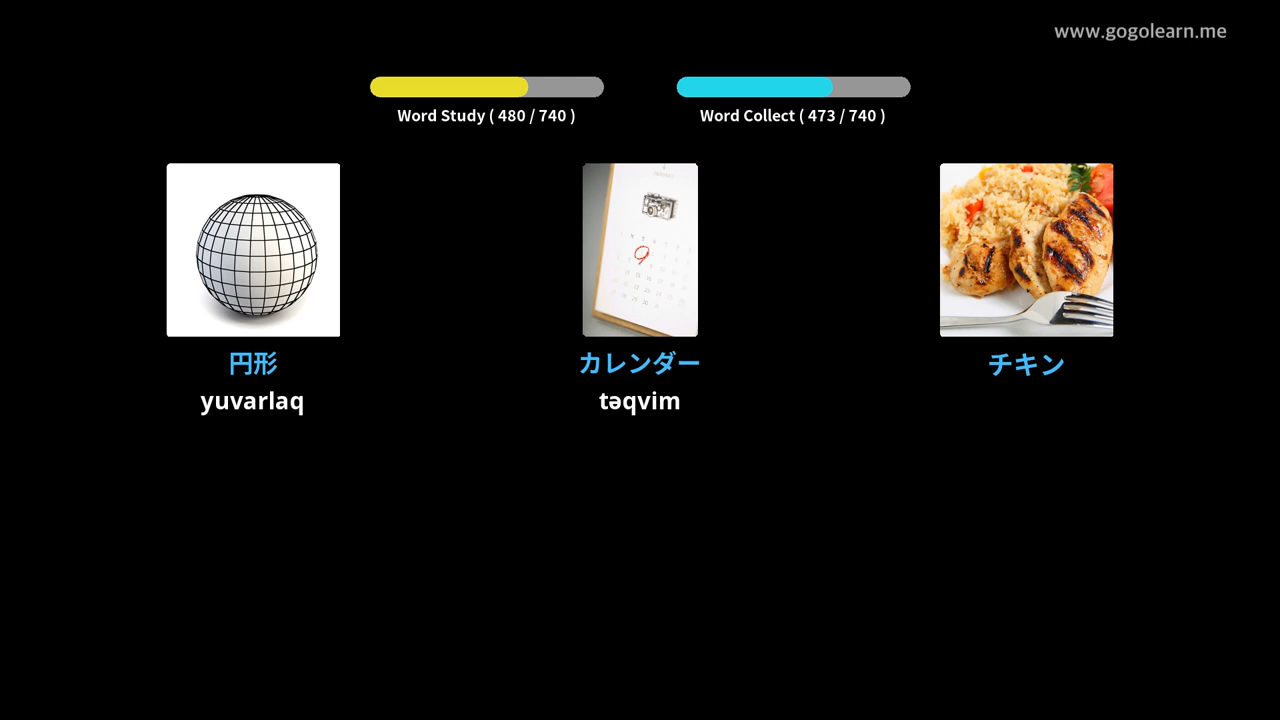 www.gogolearn.me
Word Study ( 480 / 740 )
Word Collect ( 473 / 740 )
円形
カレンダー
チキン
yuvarlaq
təqvim
9